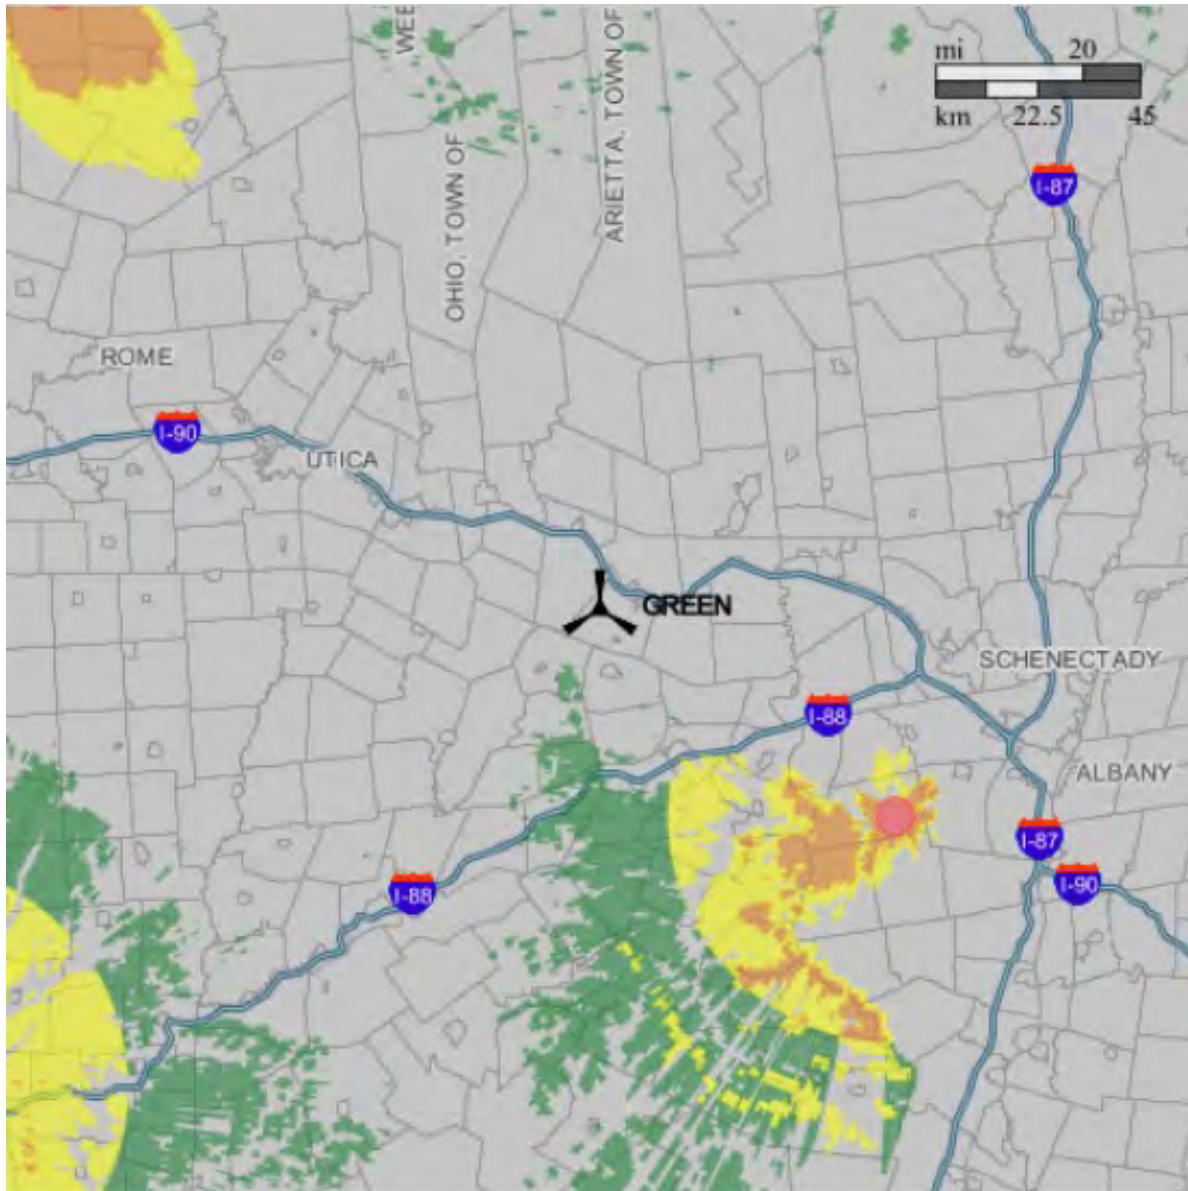 WEE
ARIETTA, TOWN OF
OHIO, TOWN OF
mi 20
km 22.5 45
I-87
ROME
I-90
UTICA
GREEN
SCHENECTADY
I-88
ALBANY
I-87
I-88
I-90